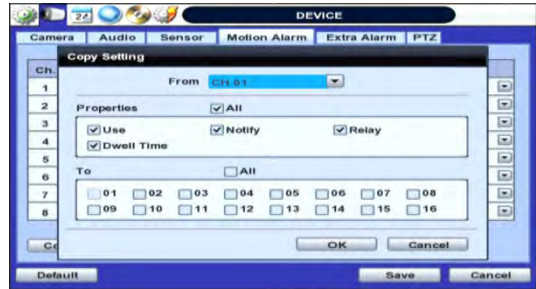 DEVICE
Camera Audio Sensor Motion Alarm Extra Alarm PTZ
Copy Setting
Ch.
From CH.01
1
2 Properties All
3 Use Notify Relay
4 Dwell Time
5
6 To All
7 01 02 03 04 05 06 07 08
8 09 10 11 12 13 14 15 16
OK Cancel
Default Save Cancel